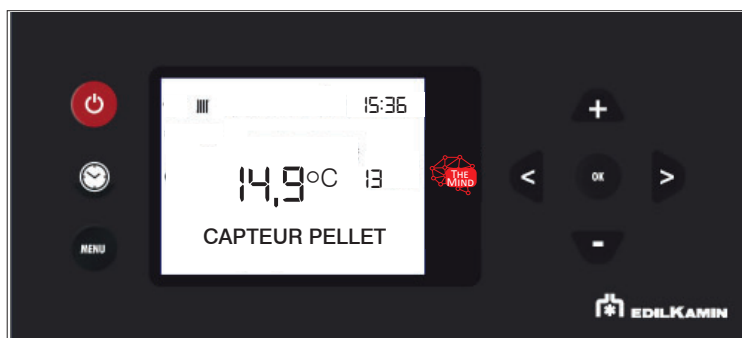 15:36
14,9°C 13
THE
MIND
CAPTEUR PELLET
MENU
+
< OK >
-
EDILKAMIN